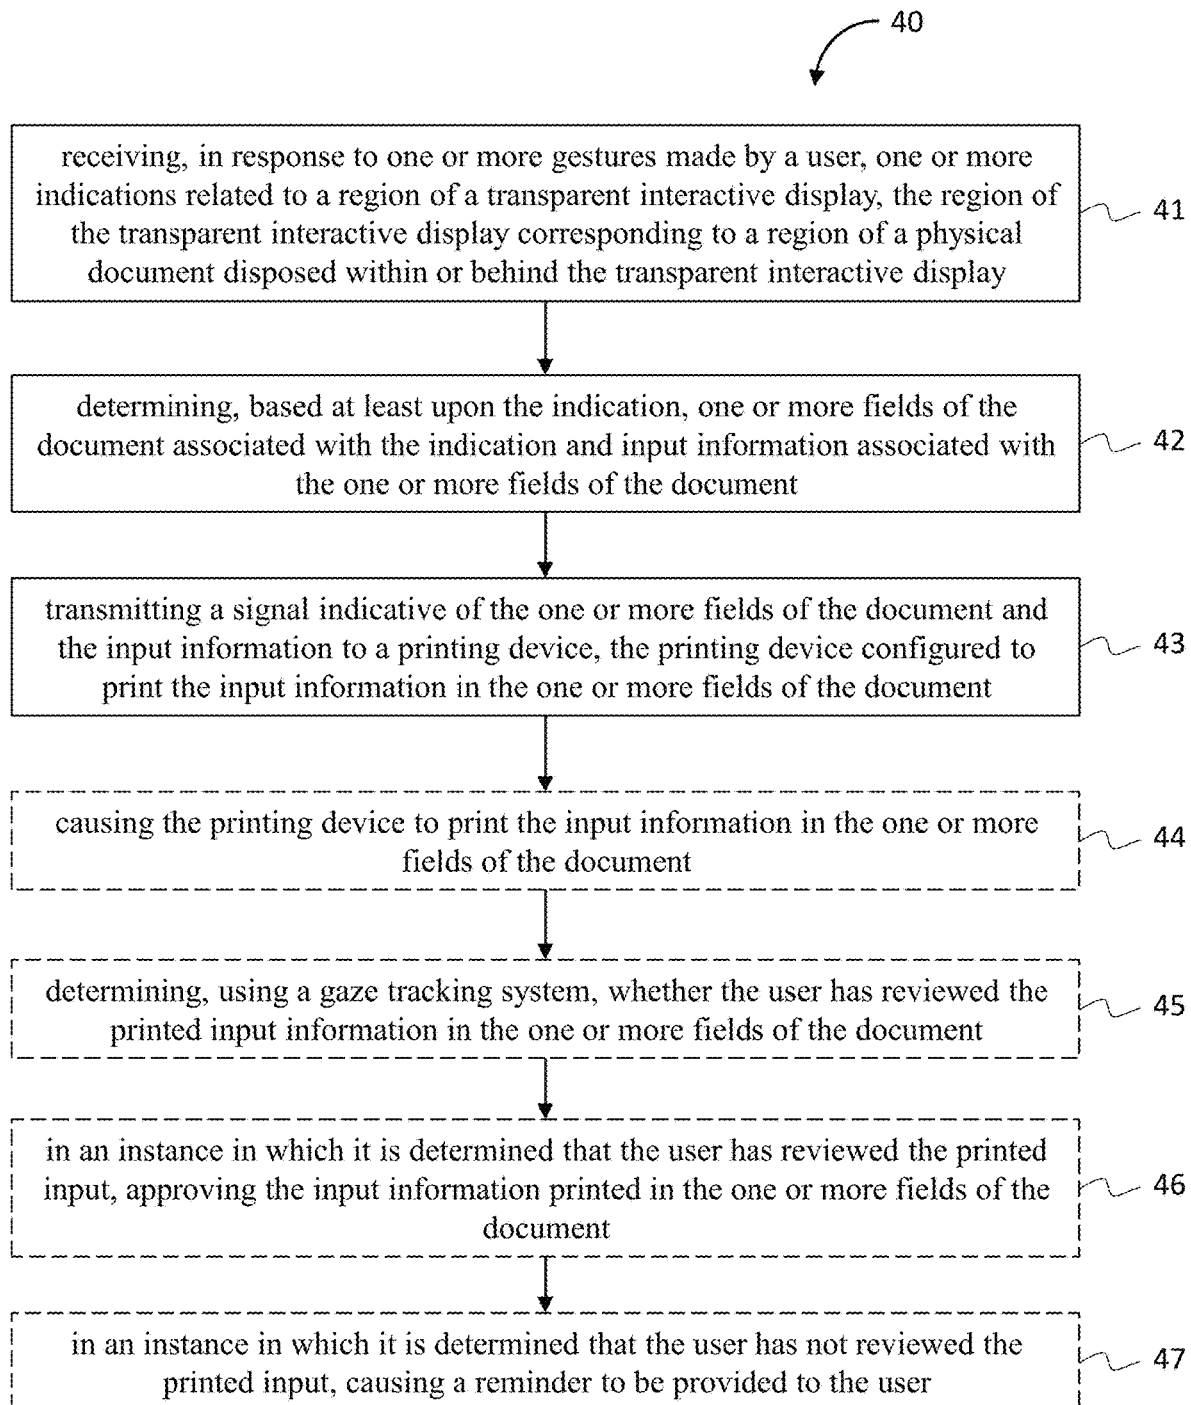 40
receiving, in response to one or more gestures made by a user, one or more
indications related to a region of a transparent interactive display, the region of
the transparent interactive display corresponding to a region of a physical
document disposed within or behind the transparent interactive display
41
determining, based at least upon the indication, one or more fields of the
document associated with the indication and input information associated with
the one or more fields of the document
42
transmitting a signal indicative of the one or more fields of the document and
the input information to a printing device, the printing device configured to
print the input information in the one or more fields of the document
43
causing the printing device to print the input information in the one or more
fields of the document
44
determining, using a gaze tracking system, whether the user has reviewed the
printed input information in the one or more fields of the document
45
in an instance in which it is determined that the user has reviewed the printed
input, approving the input information printed in the one or more fields of the
document
46
in an instance in which it is determined that the user has not reviewed the
printed input, causing a reminder to be provided to the user
47